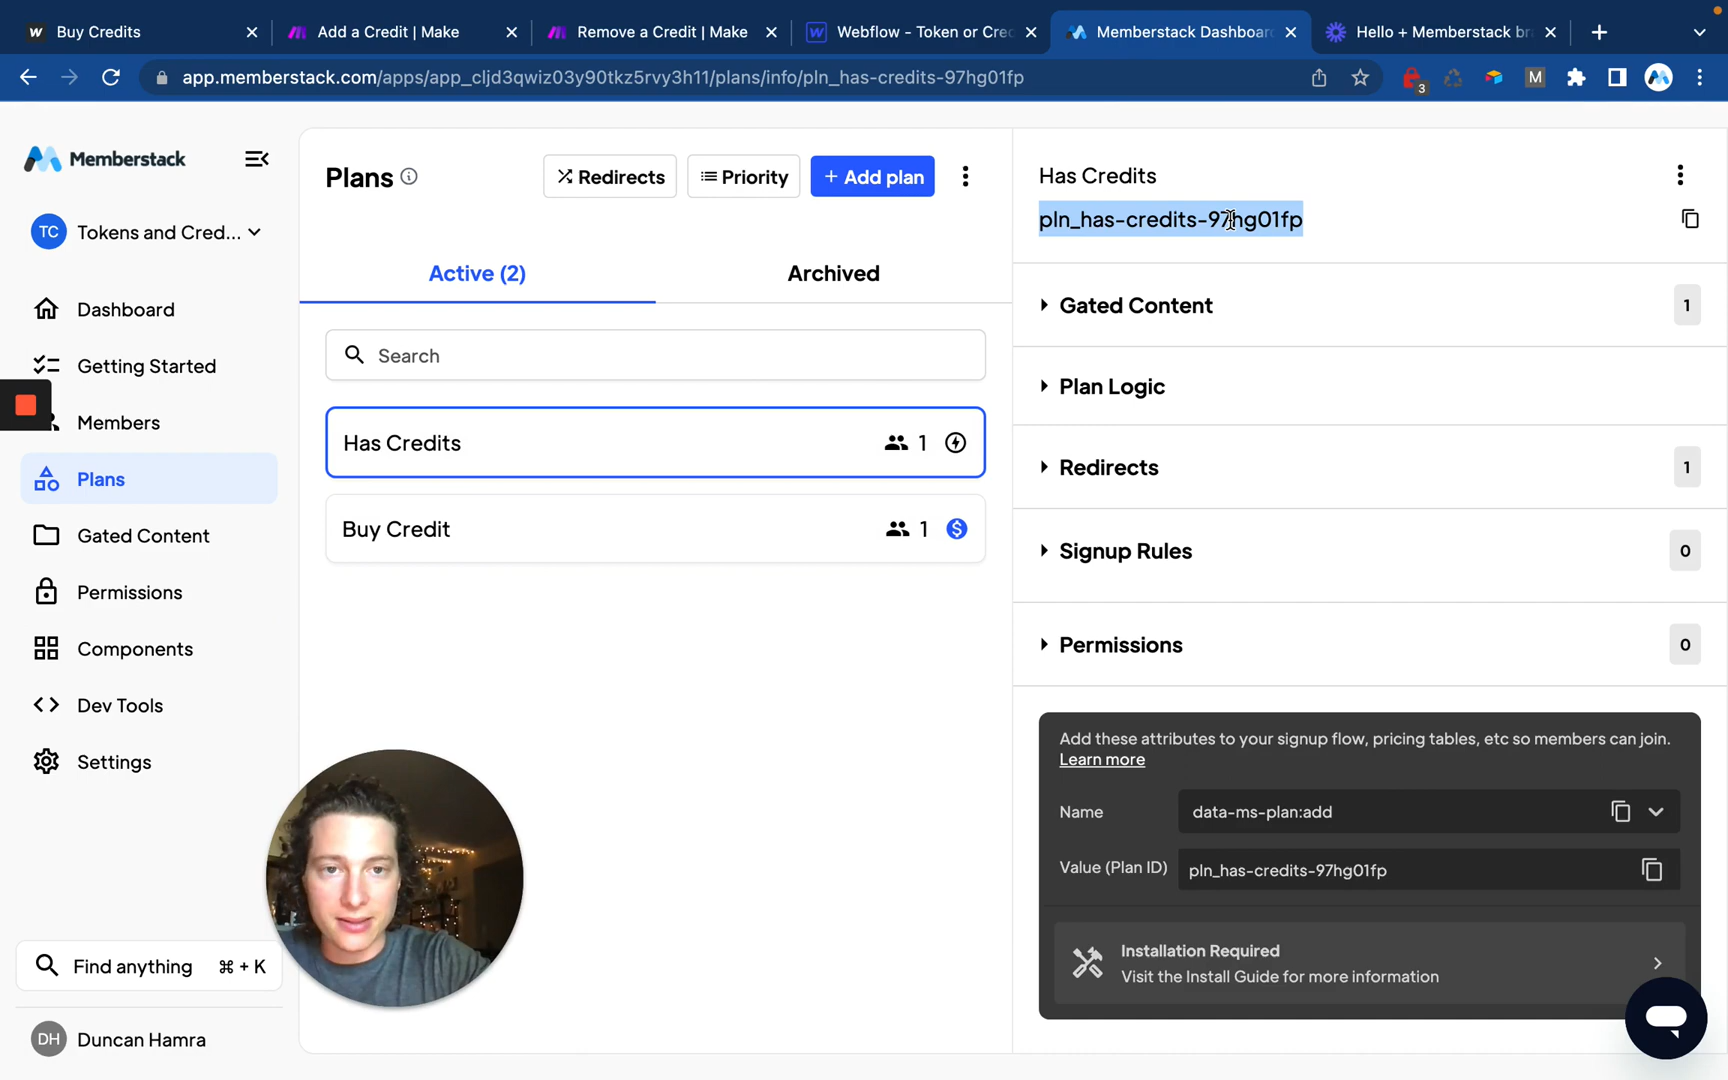 Buy Credits
Add a Credit | Make
Remove a Credit | Make
Webflow - Token or Cred
Memberstack Dashboard
Hello + Memberstack br
app.memberstack.com/apps/app_cljd3qwiz03y90tkz5rvy3h11/plans/info/pln_has-credits-97hg01fp
3
M
Memberstack
TC
Tokens and Cred...
Dashboard
Getting Started
Members
Plans
Gated Content
Permissions
Components
Dev Tools
Settings
Find anything ⌘ + K
DH
Duncan Hamra
Plans
Redirects
Priority
+ Add plan
Active (2)
Archived
Search
Has Credits 1
Buy Credit 1
Has Credits
pln_has-credits-97hg01fp
Gated Content 1
Plan Logic
Redirects 1
Signup Rules 0
Permissions 0
Add these attributes to your signup flow, pricing tables, etc so members can join.
Learn more
Name data-ms-plan:add
Value (Plan ID) pln_has-credits-97hg01fp
Installation Required
Visit the Install Guide for more information